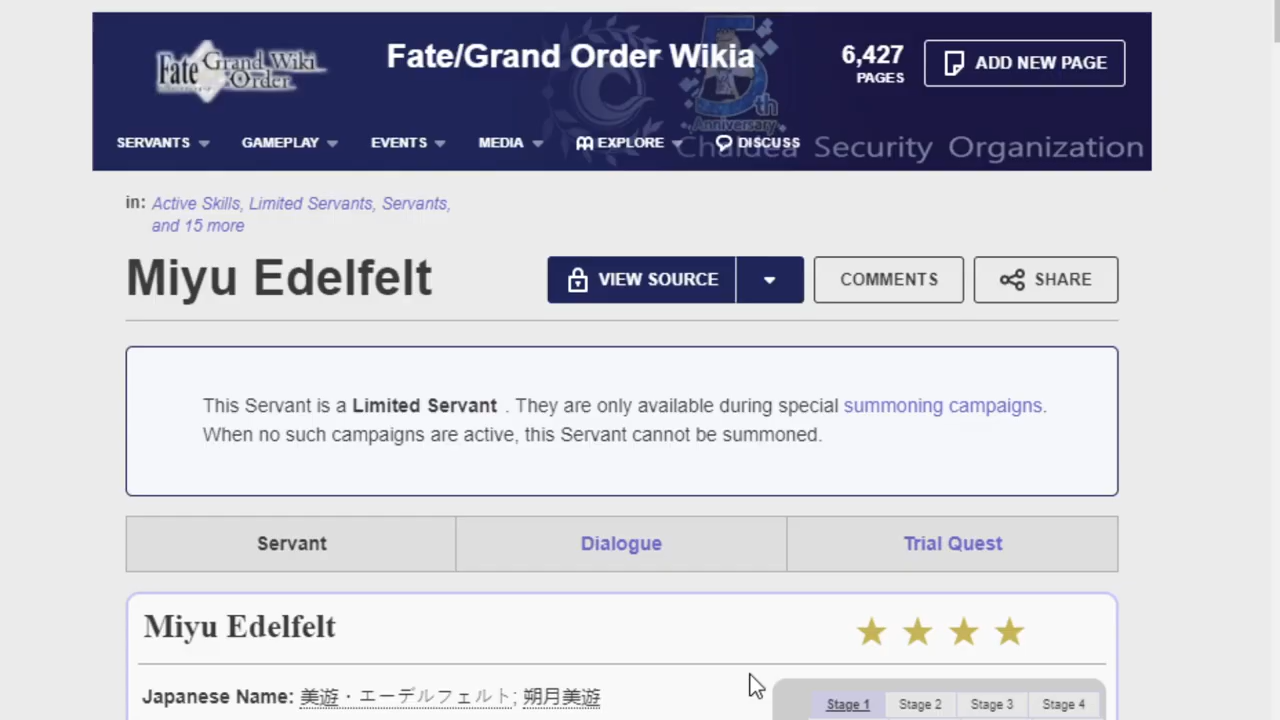 Fate Grand Wiki Order
Fate/Grand Order Wikia
6,427
PAGES
ADD NEW PAGE
5th
Anniversary
SERVANTS
GAMEPLAY
EVENTS
MEDIA
EXPLORE
DISCUSS
Chaldea Security Organization
in: Active Skills, Limited Servants, Servants,
and 15 more
Miyu Edelfelt
VIEW SOURCE
COMMENTS
SHARE
This Servant is a Limited Servant . They are only available during special summoning campaigns.
When no such campaigns are active, this Servant cannot be summoned.
Servant
Dialogue
Trial Quest
Miyu Edelfelt
Japanese Name: 美遊・エーデルフェルト; 朔月美遊
Stage 1
Stage 2
Stage 3
Stage 4